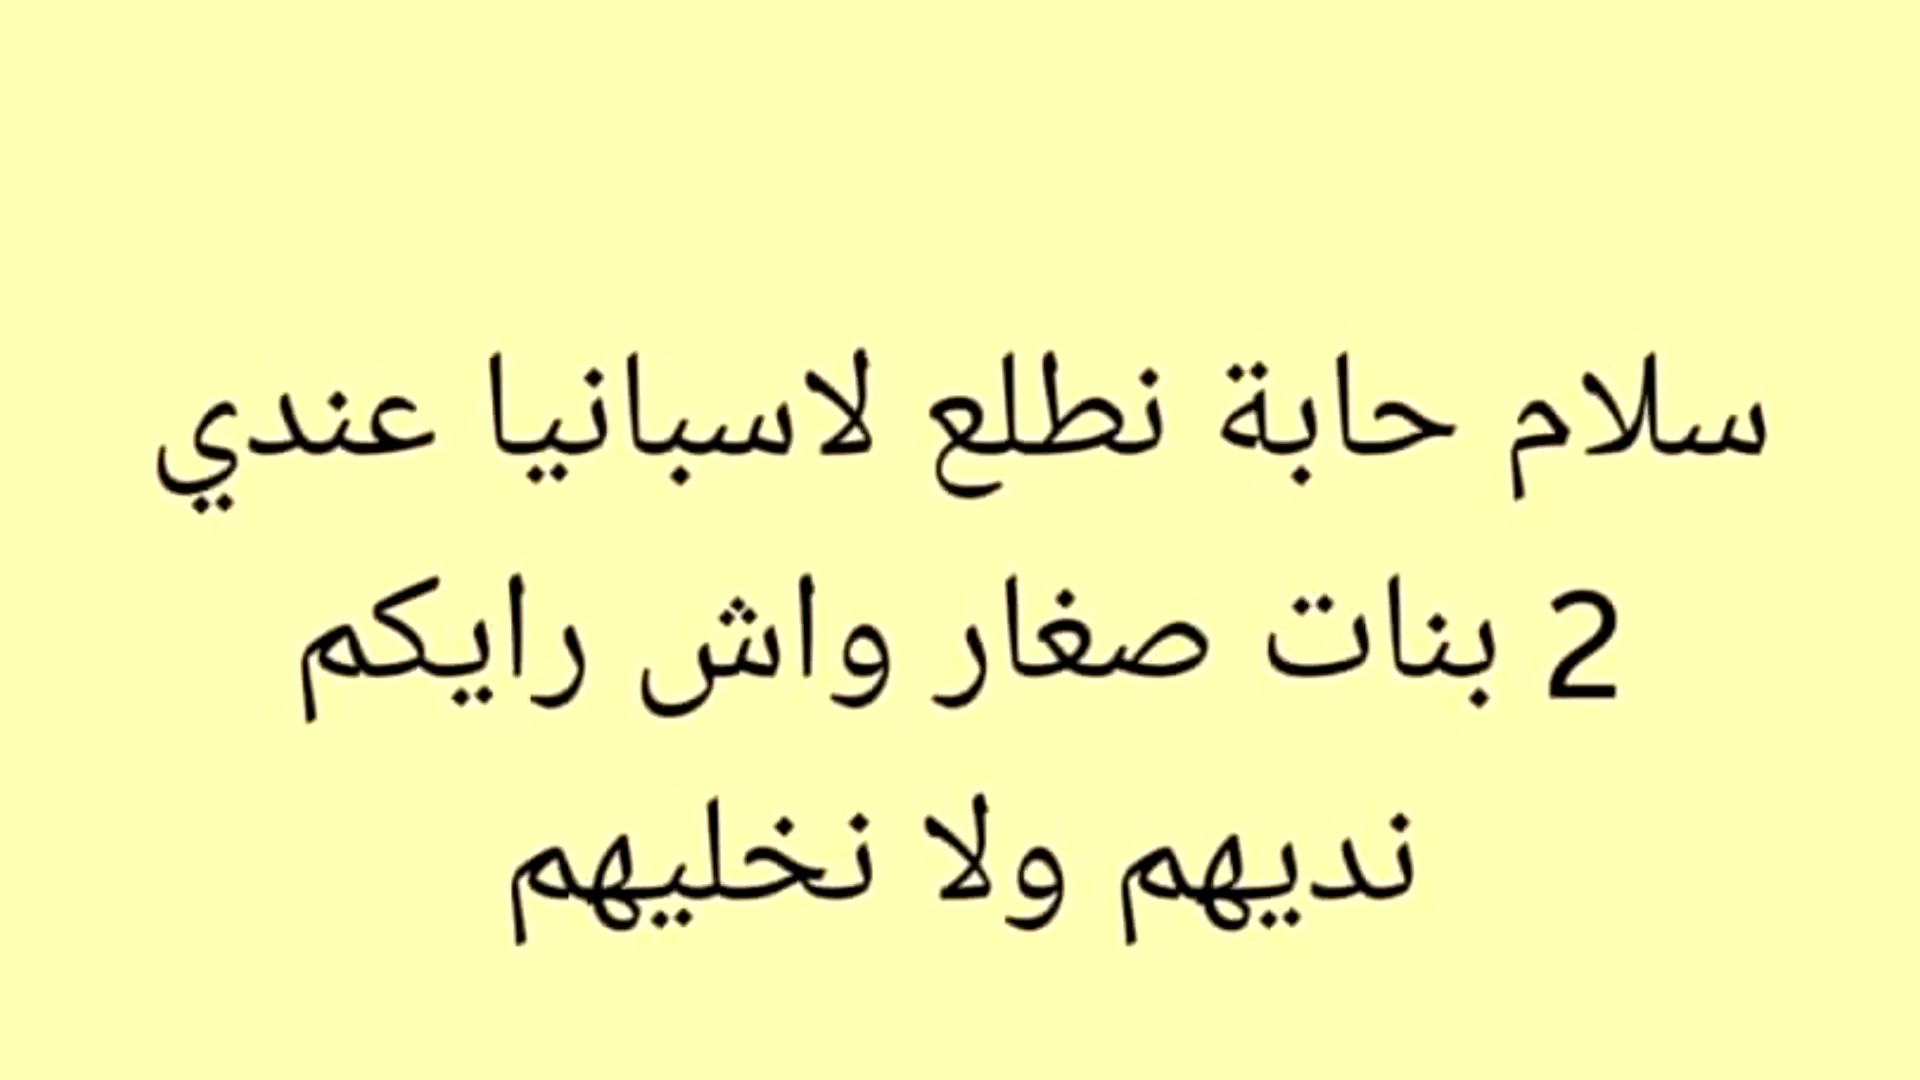 سلام حابة نطلع لاسبانيا عندي
2 بنات صغار واش رايكم
نديهم ولا نخليهم